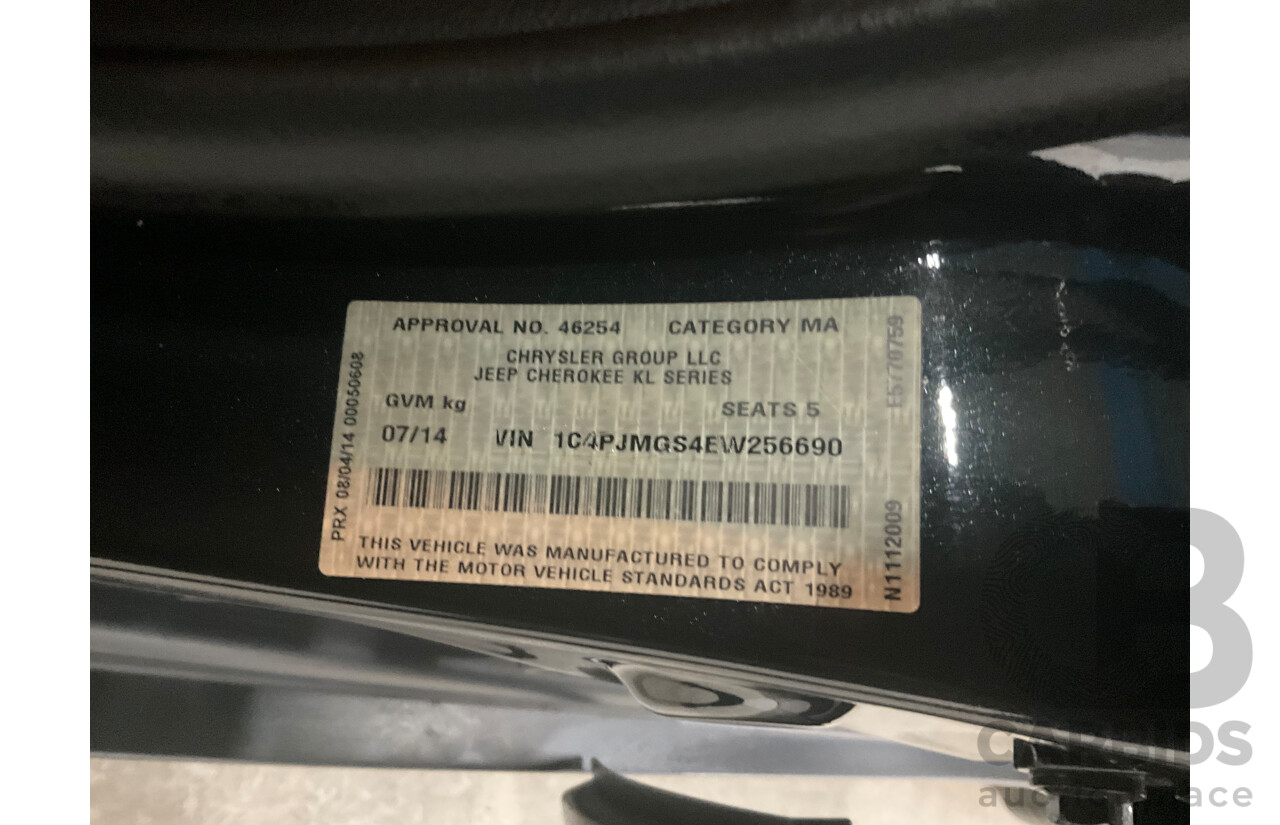 APPROVAL NO. 46254 CATEGORY MA
CHRYSLER GROUP LLC
JEEP CHEROKEE KL SERIES
GVM kg SEATS 5
07/14 VIN 1C4PJMGS4EW256690
THIS VEHICLE WAS MANUFACTURED TO COMPLY
WITH THE MOTOR VEHICLE STANDARDS ACT 1989
PRX 08/04/14 00050608
E5770759
N1112009
CB